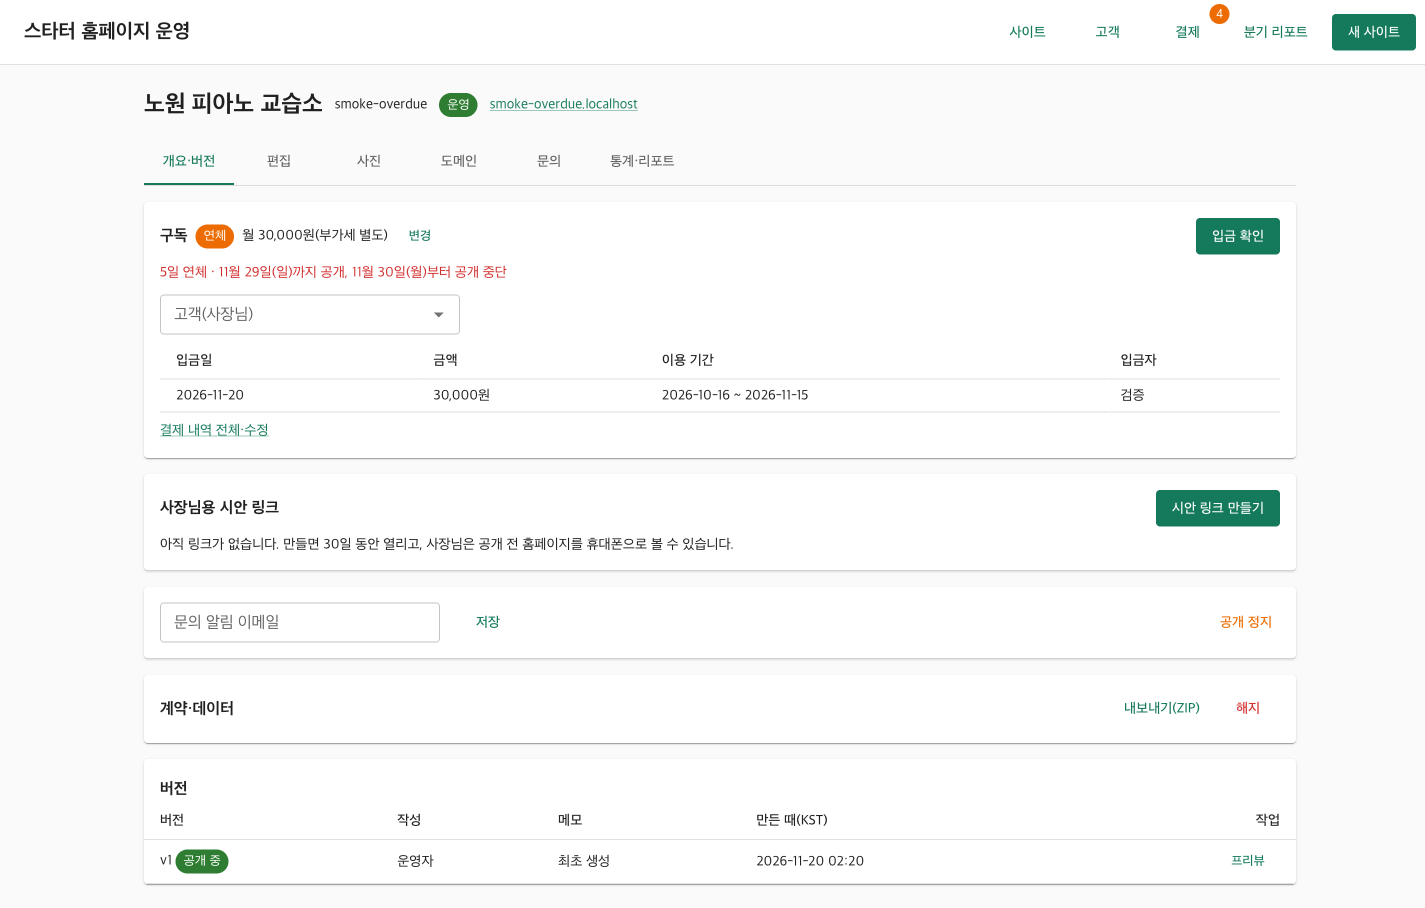 스타터 홈페이지 운영
사이트 고객 결제 4 분기 리포트 새 사이트
노원 피아노 교습소 smoke-overdue 운영 smoke-overdue.localhost
개요·버전 편집 사진 도메인 문의 통계·리포트
구독 연체 월 30,000원(부가세 별도) 변경 입금 확인
5일 연체 · 11월 29일(일)까지 공개, 11월 30일(월)부터 공개 중단
고객(사장님)
입금일 금액 이용 기간 입금자
2026-11-20 30,000원 2026-10-16 ~ 2026-11-15 검증
결제 내역 전체·수정
사장님용 시안 링크 시안 링크 만들기
아직 링크가 없습니다. 만들면 30일 동안 열리고, 사장님은 공개 전 홈페이지를 휴대폰으로 볼 수 있습니다.
문의 알림 이메일 저장 공개 정지
계약·데이터 내보내기(ZIP) 해지
버전
버전 작성 메모 만든 때(KST) 작업
v1 공개 중 운영자 최초 생성 2026-11-20 02:20 프리뷰